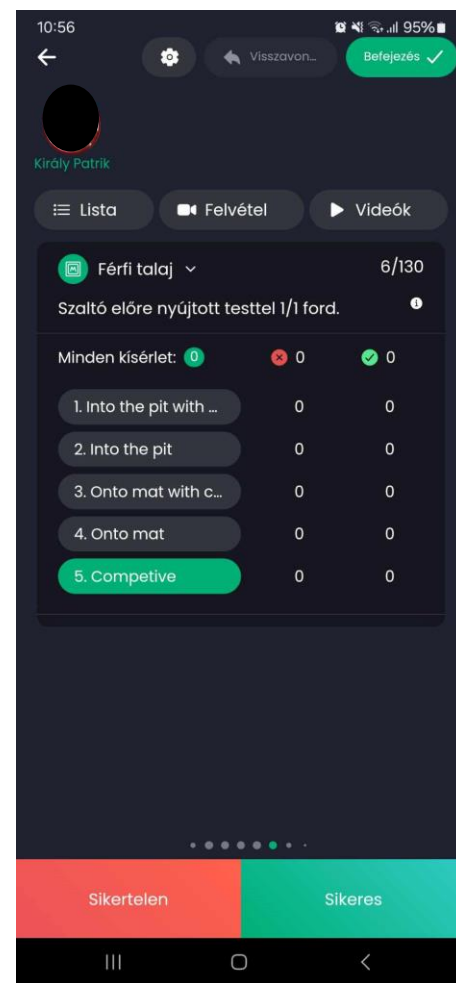 10:56
95%
Visszavon...
Befejezés
Király Patrik
Lista
Felvétel
Videók
Férfi talaj
6/130
Szaltó előre nyújtott testtel 1/1 ford.
Minden kísérlet: 0
0
0
1. Into the pit with ...
0
0
2. Into the pit
0
0
3. Onto mat with c...
0
0
4. Onto mat
0
0
5. Competive
0
0
Sikertelen
Sikeres